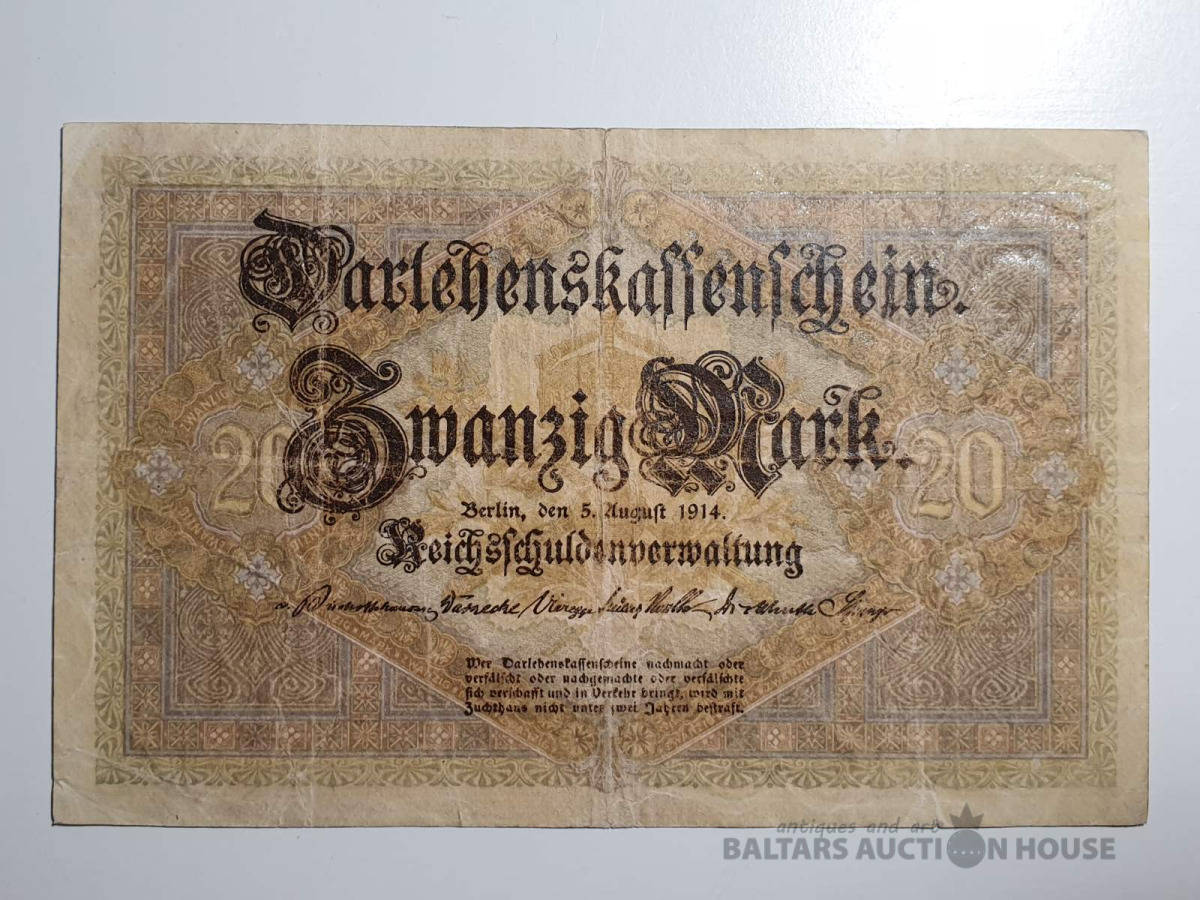 Darlehenskassenschein.
Zwanzig Mark.
20
20
Berlin, den 5. August 1914.
Reichsschuldenverwaltung
Wer Darlehenskassenscheine nachmacht oder
verfälscht oder nachgemachte oder verfälschte
sich verschafft und in Verkehr bringt, wird mit
Zuchthaus nicht unter zwei Jahren bestraft.
antiques and art
BALTARS AUCTION HOUSE